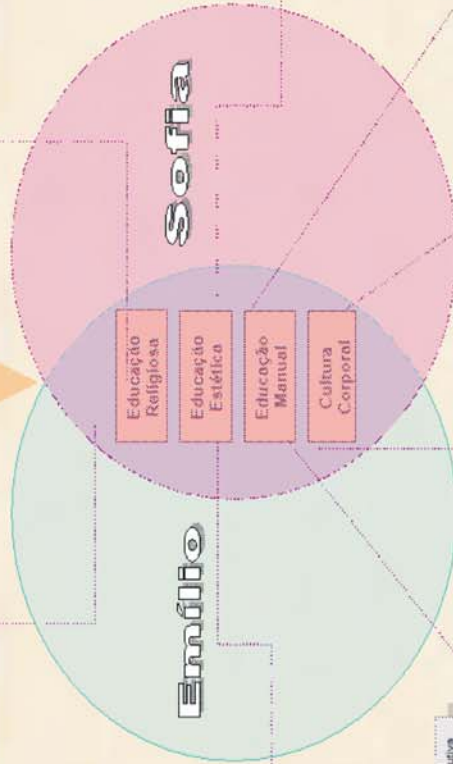 Emílio
Sofia
Educação
Religiosa
Educação
Estética
Educação
Manual
Cultura
Corporal